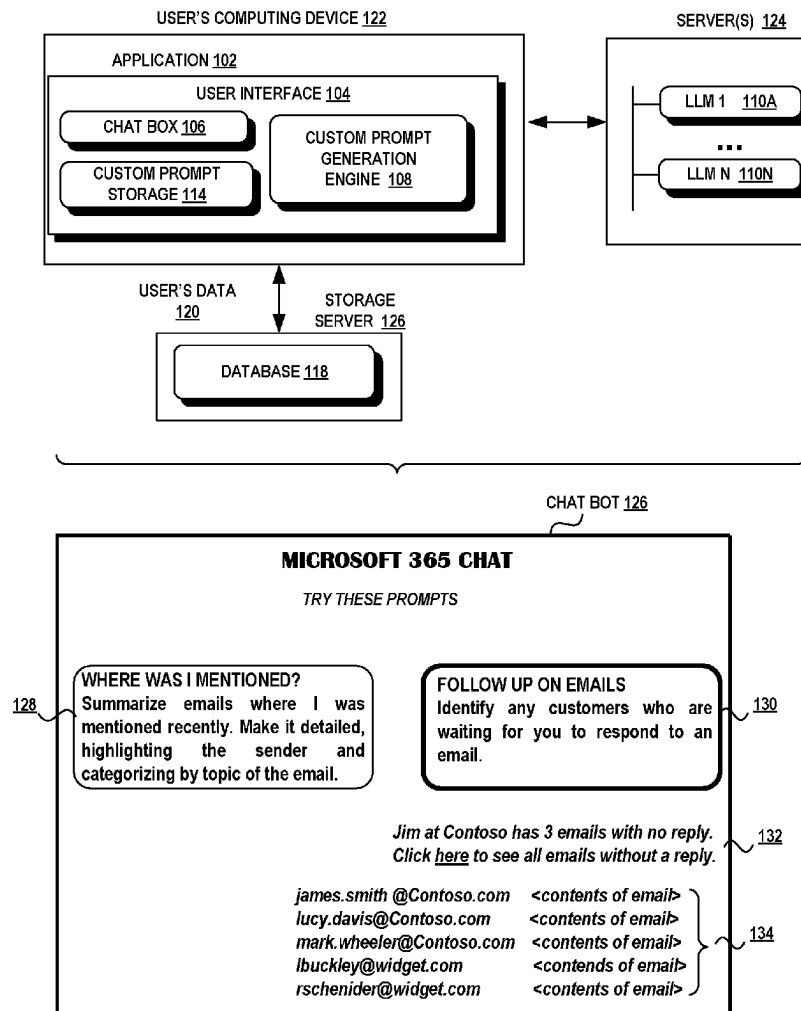 USER'S COMPUTING DEVICE 122
SERVER(S) 124
APPLICATION 102
USER INTERFACE 104
CHAT BOX 106
CUSTOM PROMPT
STORAGE 114
CUSTOM PROMPT
GENERATION
ENGINE 108
LLM 1 110A
...
LLM N 110N
USER'S DATA
120
STORAGE
SERVER 126
DATABASE 118
CHAT BOT 126
MICROSOFT 365 CHAT
TRY THESE PROMPTS
128
WHERE WAS I MENTIONED?
Summarize emails where I was
mentioned recently. Make it detailed,
highlighting the sender and
categorizing by topic of the email.
FOLLOW UP ON EMAILS
Identify any customers who are
waiting for you to respond to an
email.
130
Jim at Contoso has 3 emails with no reply.
Click here to see all emails without a reply.
132
james.smith @Contoso.com <contents of email>
lucy.davis@Contoso.com <contents of email>
mark.wheeler@Contoso.com <contents of email>
lbuckley@widget.com <contends of email>
rschenider@widget.com <contents of email>
134